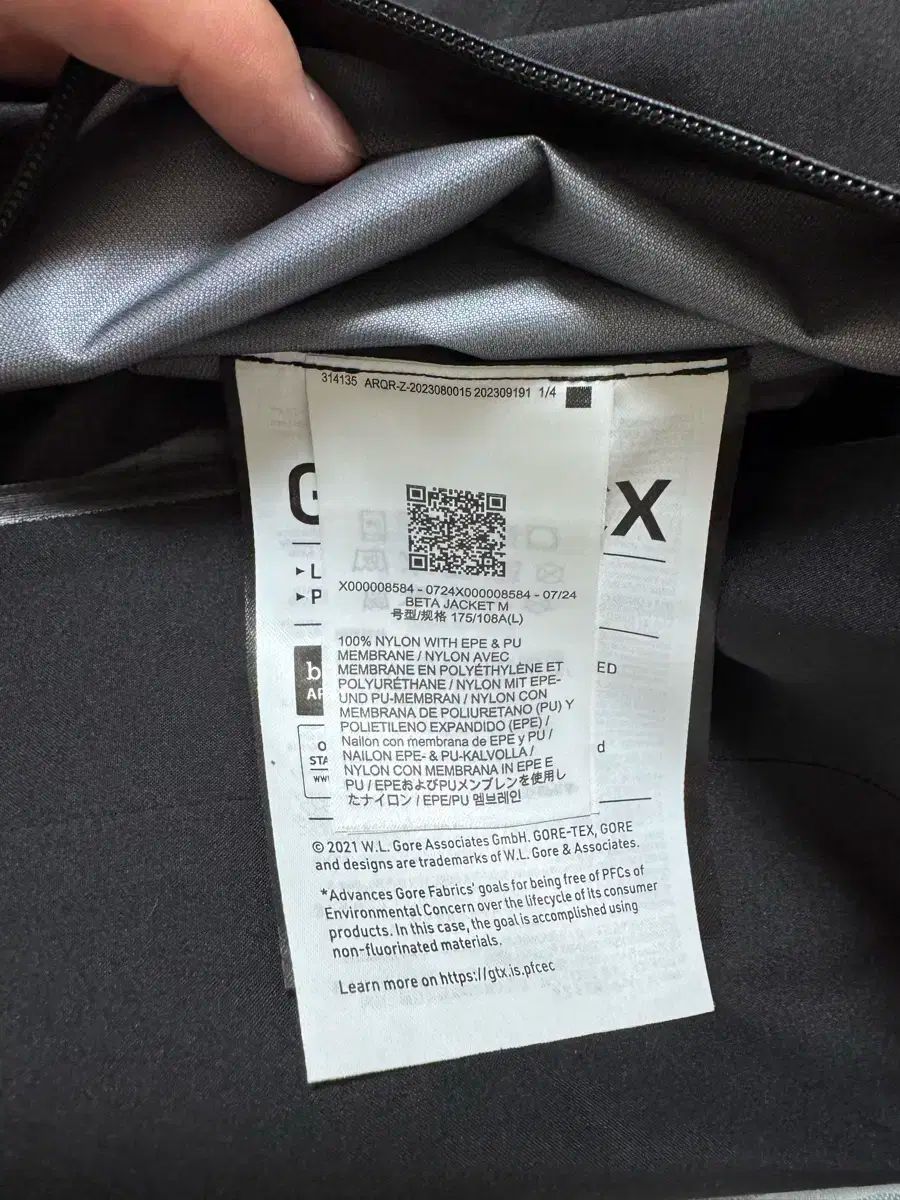 314135 ARQR-Z-2023080015 202309191 1/4
G EX
X000008584 - 0724X000008584 - 07/24
BETA JACKET M
号型/规格 175/108A(L)
100% NYLON WITH EPE & PU
MEMBRANE / NYLON AVEC
MEMBRANE EN POLYÉTHYLÈNE ET
POLYURÉTHANE / NYLON MIT EPE-
UND PU-MEMBRAN / NYLON CON
MEMBRANA DE POLIURETANO (PU) Y
POLIETILENO EXPANDIDO (EPE) /
Nailon con membrana de EPE y PU /
NAILON EPE- & PU-KALVOLLA /
NYLON CON MEMBRANA IN EPE E
PU / EPEおよびPUメンブレンを使用し
たナイロン / EPE/PU 멤브레인
© 2021 W.L. Gore Associates GmbH. GORE-TEX, GORE
and designs are trademarks of W.L. Gore & Associates.
*Advances Gore Fabrics' goals for being free of PFCs of
Environmental Concern over the lifecycle of its consumer
products. In this case, the goal is accomplished using
non-fluorinated materials.
Learn more on https://gtx.is.pfcec